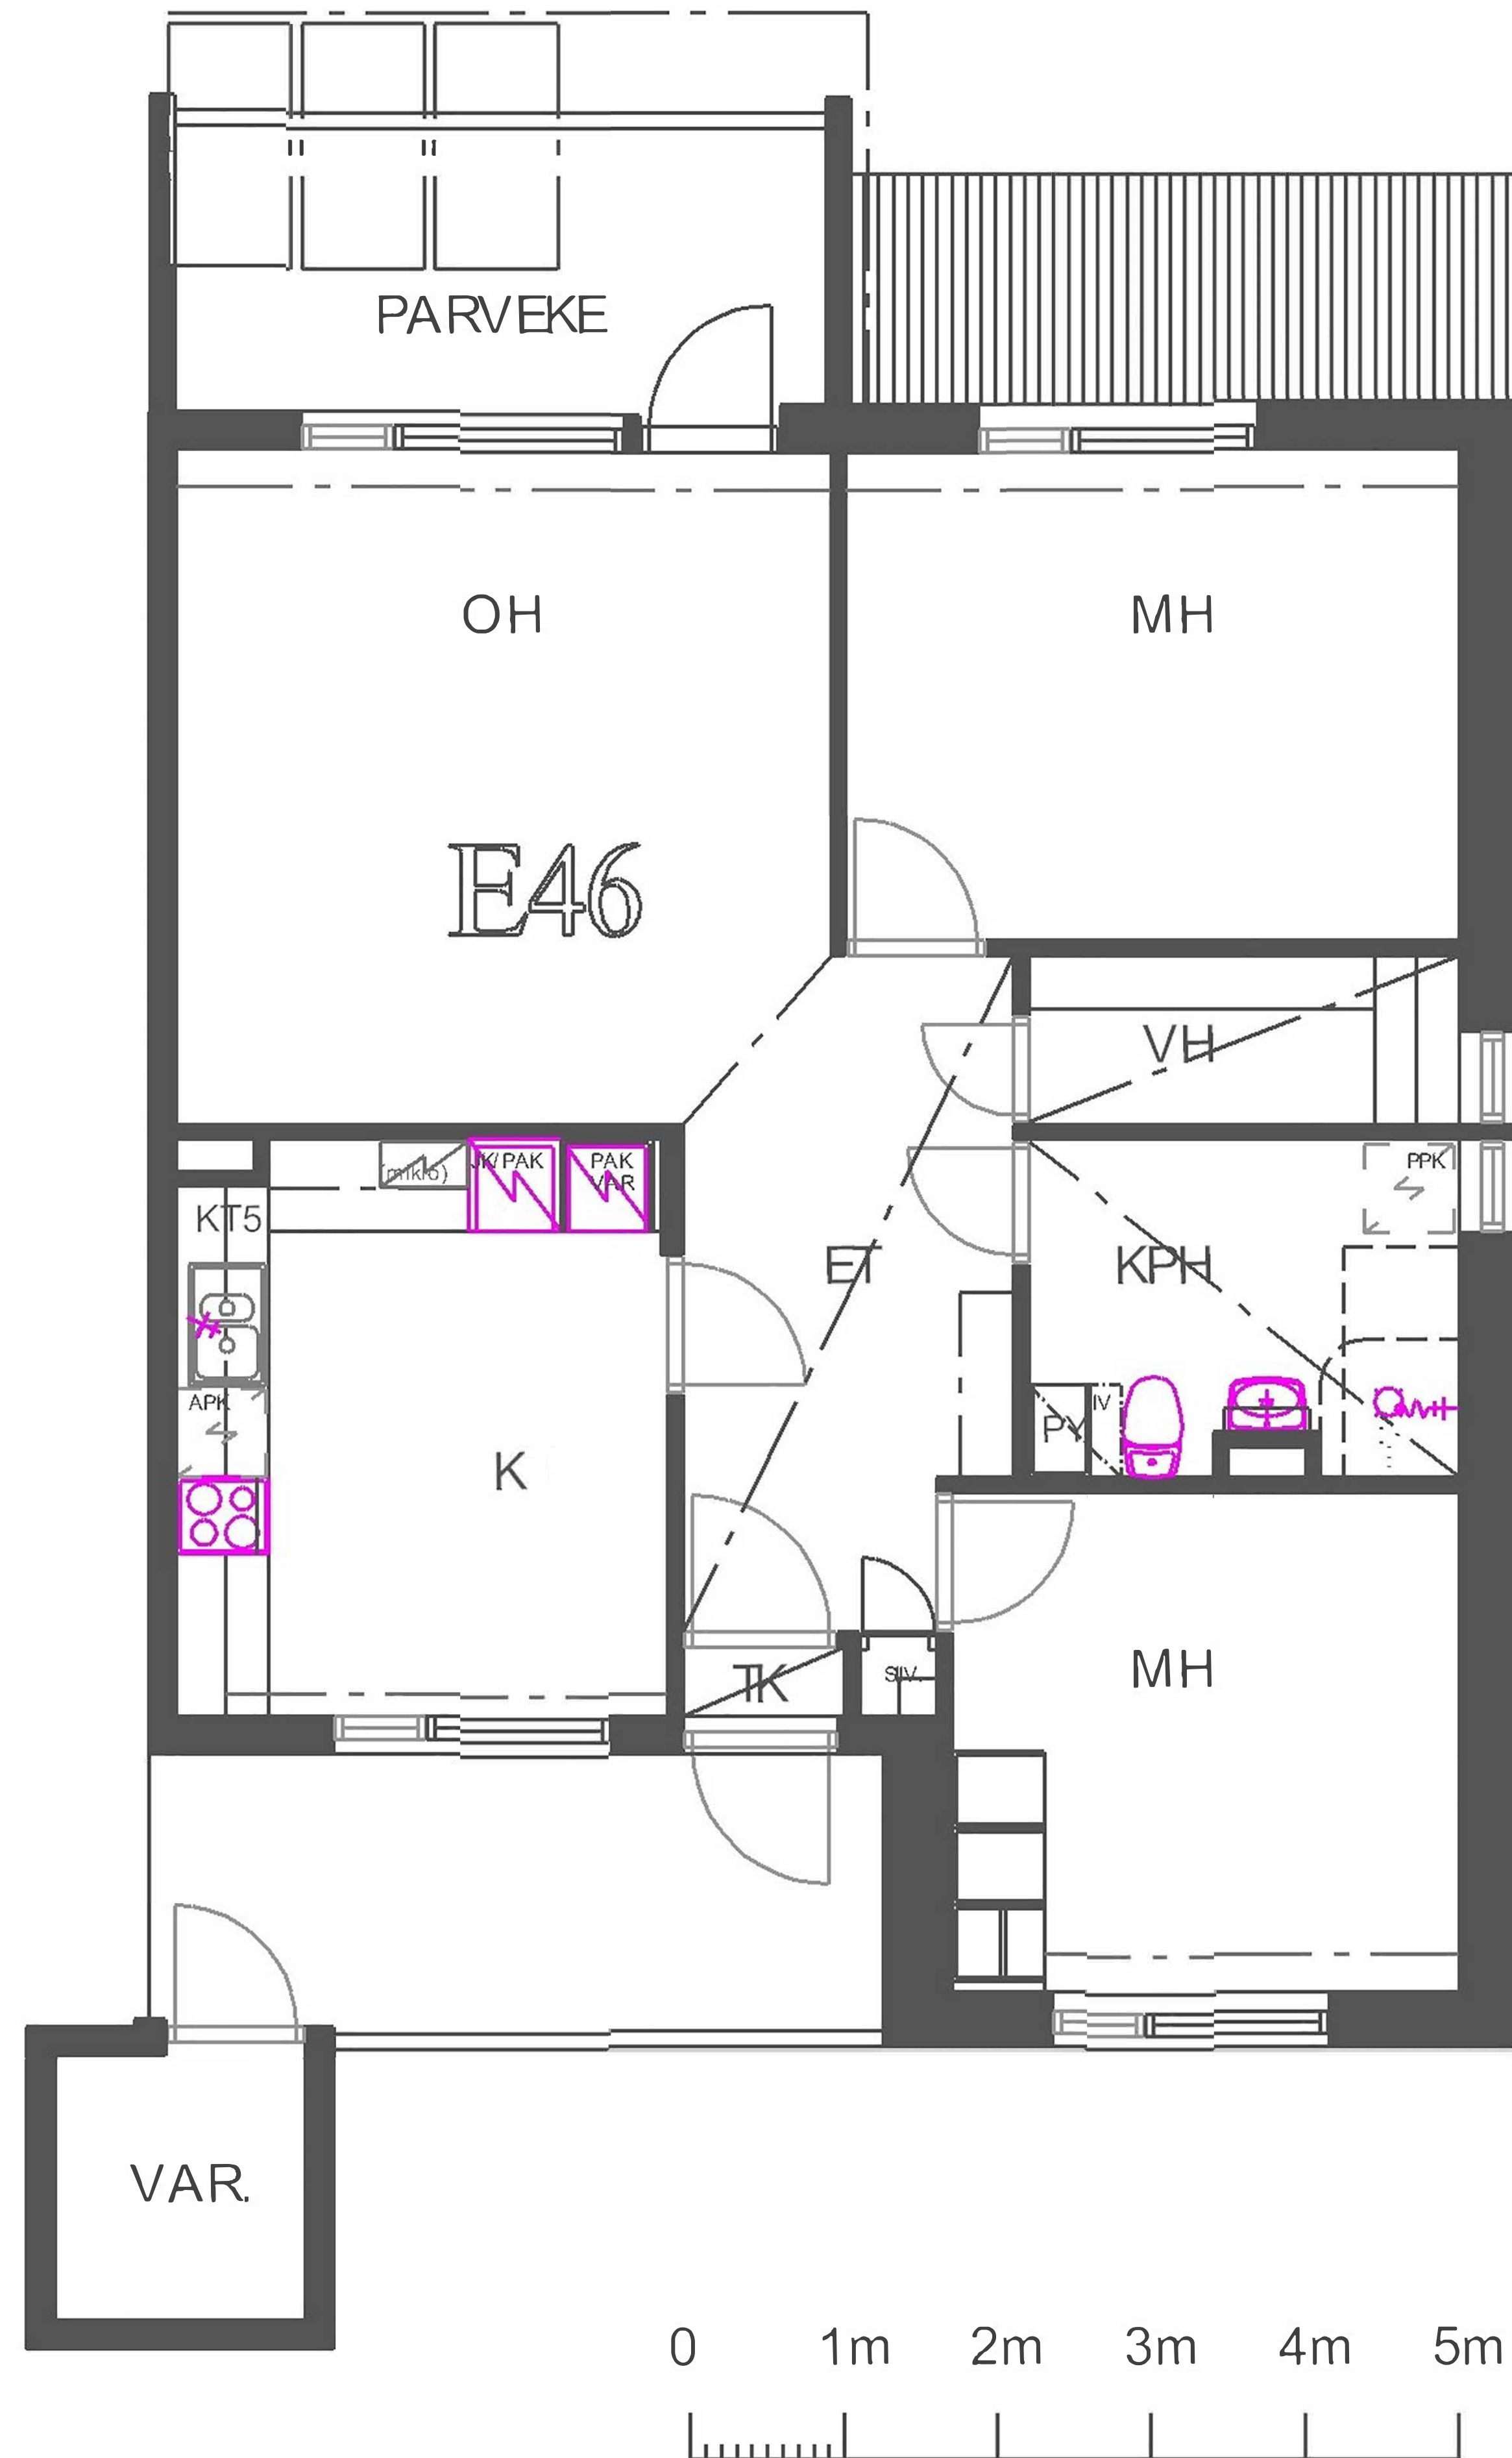 PARVEKE
OH
MH
E46
VH
(mikro)
JK/PAK
PAK
VAR
PPK
KT5
ET
KPH
APK
IV
PY
K
TK
SIIV.
MH
VAR.
0 1m 2m 3m 4m 5m